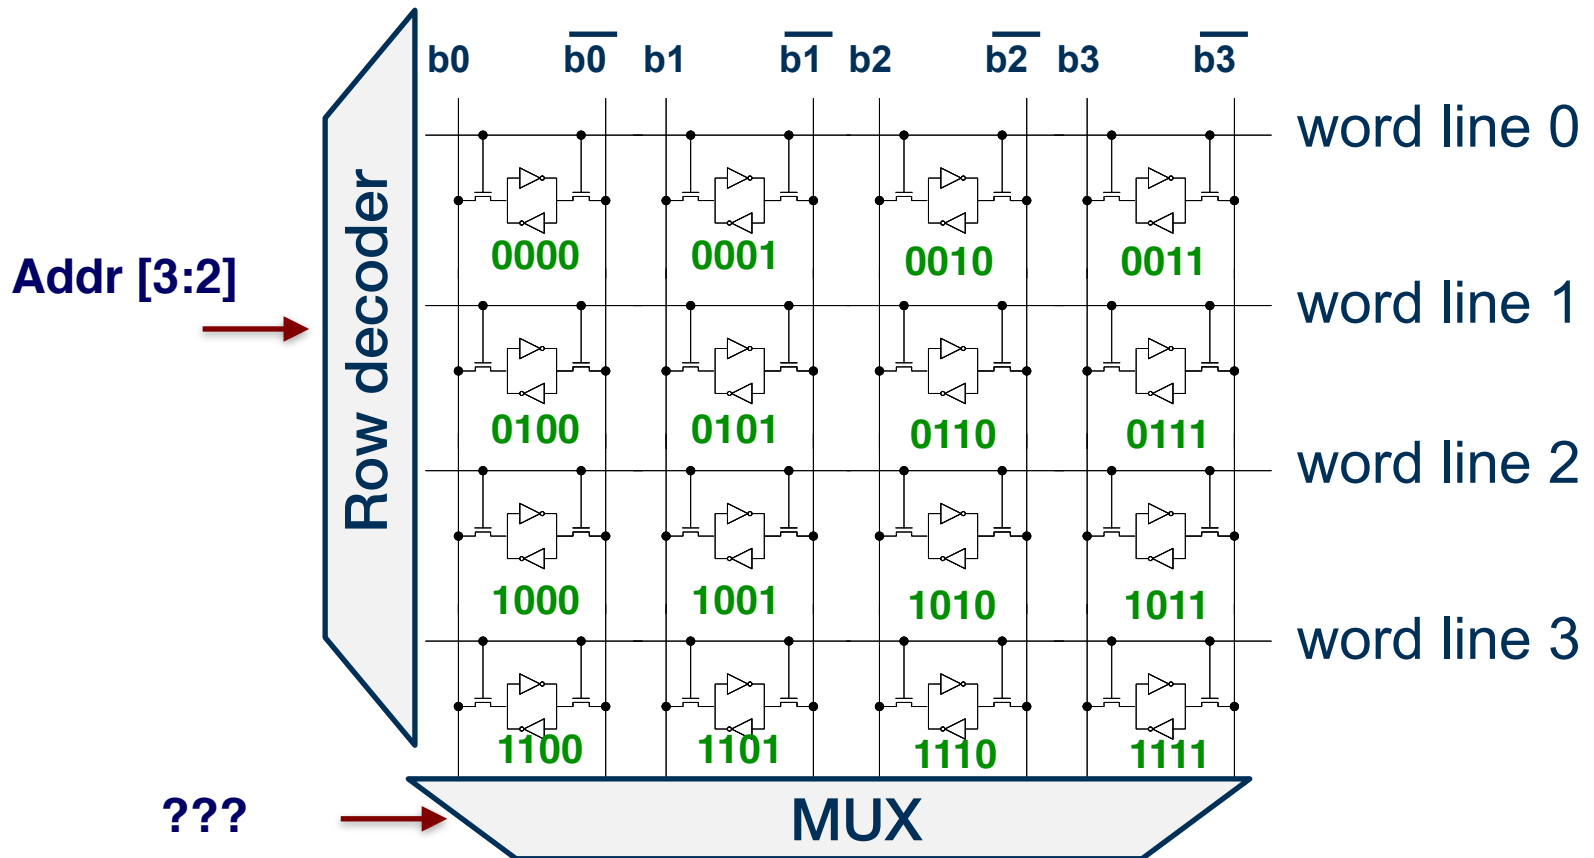 b0 b0 b1 b1 b2 b2 b3 b3
word line 0
0000 0001 0010 0011
Addr [3:2]
Row decoder
word line 1
0100 0101 0110 0111
word line 2
1000 1001 1010 1011
word line 3
1100 1101 1110 1111
???
MUX